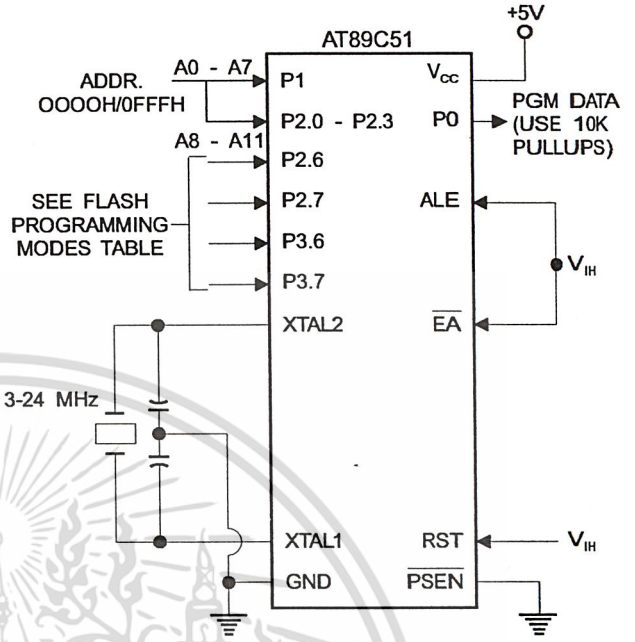 +5V
AT89C51
ADDR.
OOOOH/0FFFH
A0 - A7
P1
VCC
P2.0 - P2.3
P0
PGM DATA
(USE 10K
PULLUPS)
A8 - A11
P2.6
P2.7
ALE
SEE FLASH
PROGRAMMING
MODES TABLE
P3.6
P3.7
VIH
XTAL2
EA
3-24 MHz
XTAL1
RST
VIH
GND
PSEN